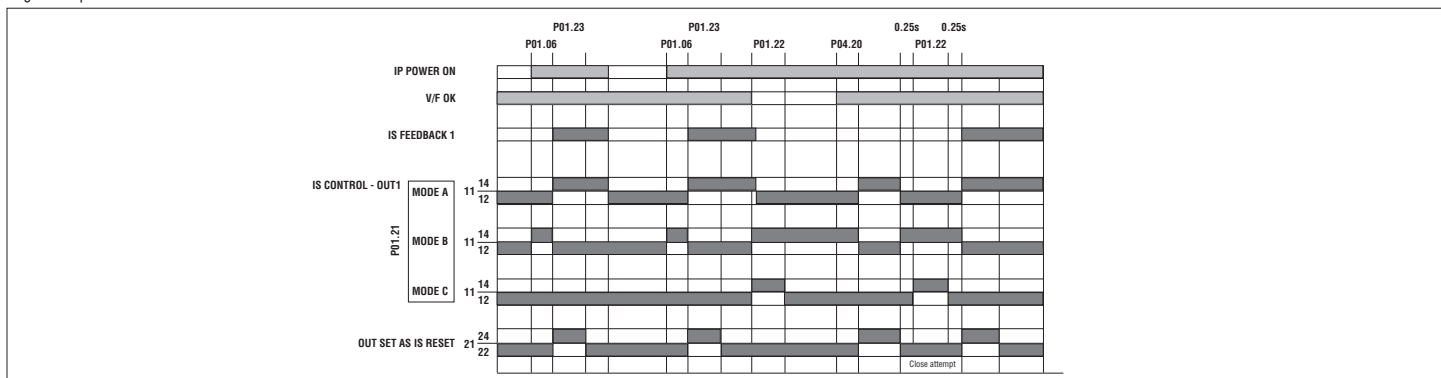 P01.23 P01.23 0.25s 0.25s
P01.06 P01.06 P01.22 P04.20 P01.22
IP POWER ON
V/F OK
IS FEEDBACK 1
IS CONTROL - OUT1
P01.21
MODE A 11 14 12
MODE B 11 14 12
MODE C 11 14 12
OUT SET AS IS RESET 21 24 22
Close attempt